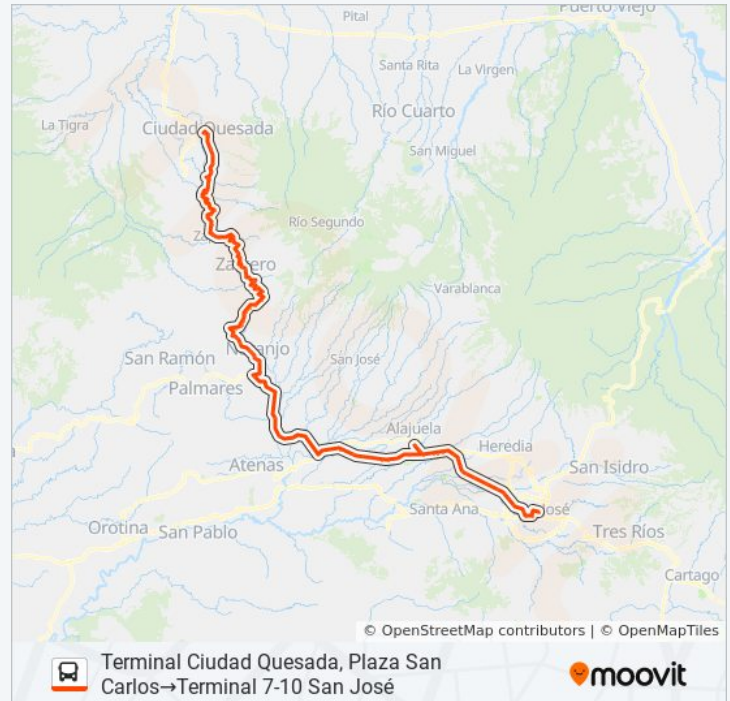 Pital
Puerto Viejo
Santa Rita
La Virgen
Río Cuarto
La Tigra
Ciudad Quesada
San Miguel
Río Segundo
Zarcero
Varablanca
San José
San Ramón
Naranjo
Palmares
Alajuela
Heredia
Atenas
San Isidro
Santa Ana
José
Orotina
San Pablo
Tres Ríos
Cartago
© OpenStreetMap contributors | © OpenMapTiles
Terminal Ciudad Quesada, Plaza San
Carlos→Terminal 7-10 San José
moovit